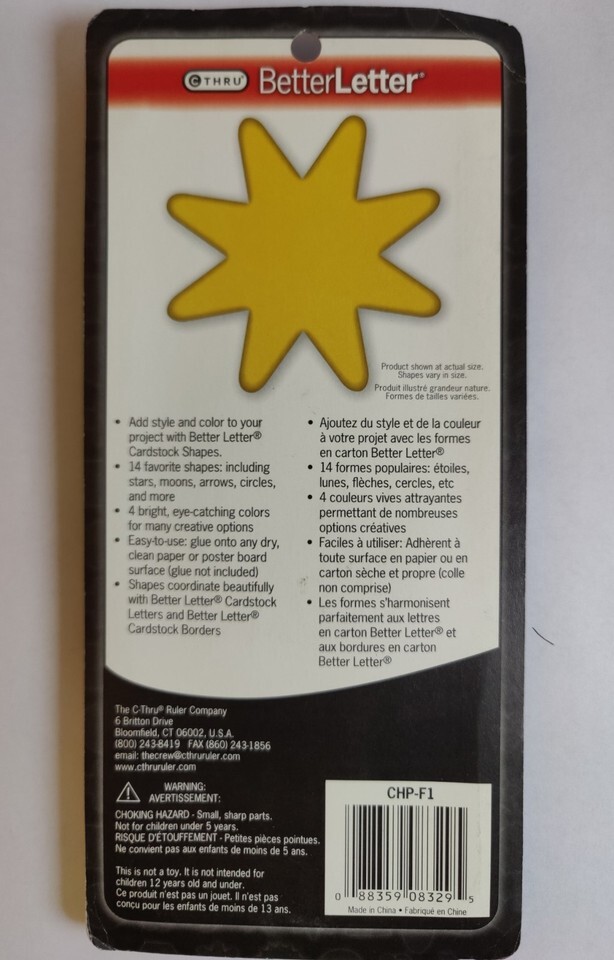 C THRU® BetterLetter®
Product shown at actual size.
Shapes vary in size.
Produit illustré grandeur nature.
Formes de tailles variées.
• Add style and color to your
project with Better Letter®
Cardstock Shapes.
• 14 favorite shapes: including
stars, moons, arrows, circles,
and more
• 4 bright, eye-catching colors
for many creative options
• Easy-to-use: glue onto any dry,
clean paper or poster board
surface (glue not included)
• Shapes coordinate beautifully
with Better Letter® Cardstock
Letters and Better Letter®
Cardstock Borders
• Ajoutez du style et de la couleur
à votre projet avec les formes
en carton Better Letter®
• 14 formes populaires: étoiles,
lunes, flèches, cercles, etc
• 4 couleurs vives attrayantes
permettant de nombreuses
options créatives
• Faciles à utiliser: Adhèrent à
toute surface en papier ou en
carton sèche et propre (colle
non comprise)
• Les formes s'harmonisent
parfaitement aux lettres
en carton Better Letter® et
aux bordures en carton
Better Letter®
The C-Thru® Ruler Company
6 Britton Drive
Bloomfield, CT 06002, U.S.A.
(800) 243-8419 FAX (860) 243-1856
email: thecrew@cthruruler.com
www.cthruruler.com
WARNING:
AVERTISSEMENT:
CHOKING HAZARD - Small, sharp parts.
Not for children under 5 years.
RISQUE D'ÉTOUFFEMENT - Petites pièces pointues.
Ne convient pas aux enfants de moins de 5 ans.
This is not a toy. It is not intended for
children 12 years old and under.
Ce produit n'est pas un jouet. Il n'est pas
conçu pour les enfants de moins de 13 ans.
CHP-F1
0 88359 08329 5
Made in China • Fabriqué en Chine